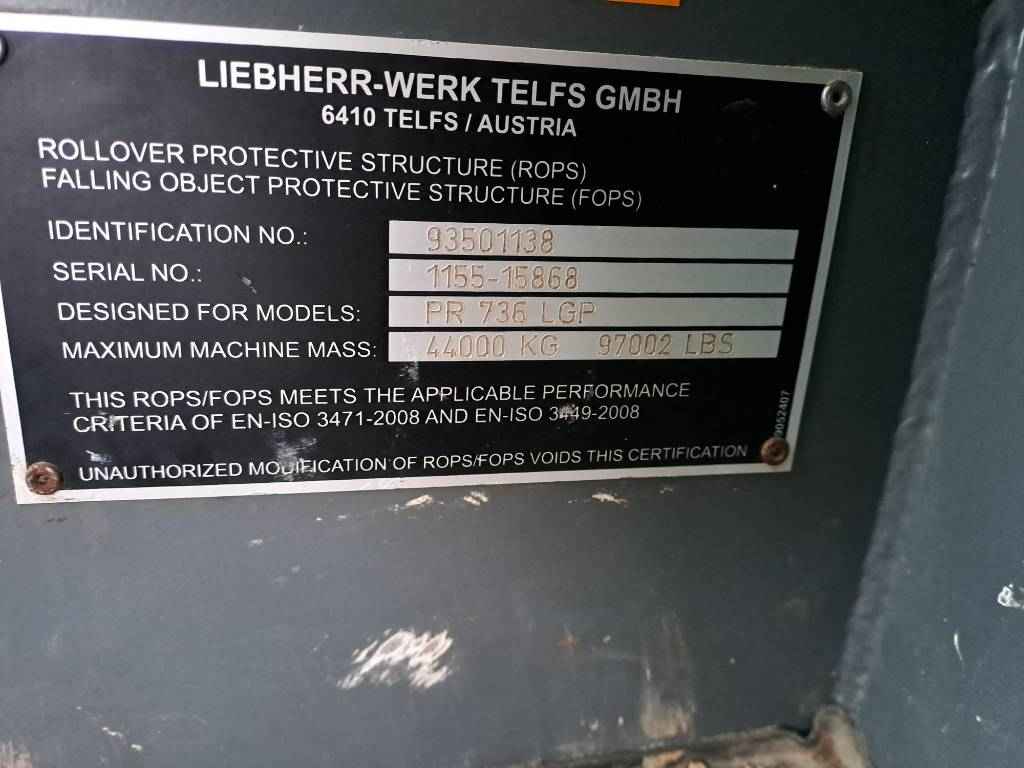 LIEBHERR-WERK TELFS GMBH
6410 TELFS / AUSTRIA
ROLLOVER PROTECTIVE STRUCTURE (ROPS)
FALLING OBJECT PROTECTIVE STRUCTURE (FOPS)
IDENTIFICATION NO.: 93501138
SERIAL NO.: 1155-15868
DESIGNED FOR MODELS: PR 736 LGP
MAXIMUM MACHINE MASS: 44000 KG 97002 LBS
THIS ROPS/FOPS MEETS THE APPLICABLE PERFORMANCE
CRITERIA OF EN-ISO 3471-2008 AND EN-ISO 3449-2008
UNAUTHORIZED MODIFICATION OF ROPS/FOPS VOIDS THIS CERTIFICATION